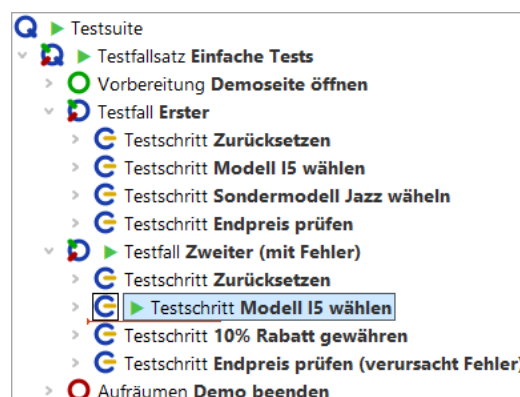 Testsuite
Testfallsatz Einfache Tests
Vorbereitung Demoseite öffnen
Testfall Erster
Testschritt Zurücksetzen
Testschritt Modell I5 wählen
Testschritt Sondermodell Jazz wäheln
Testschritt Endpreis prüfen
Testfall Zweiter (mit Fehler)
Testschritt Zurücksetzen
Testschritt Modell I5 wählen
Testschritt 10% Rabatt gewähren
Testschritt Endpreis prüfen (verursacht Fehler)
Aufräumen Demo beenden